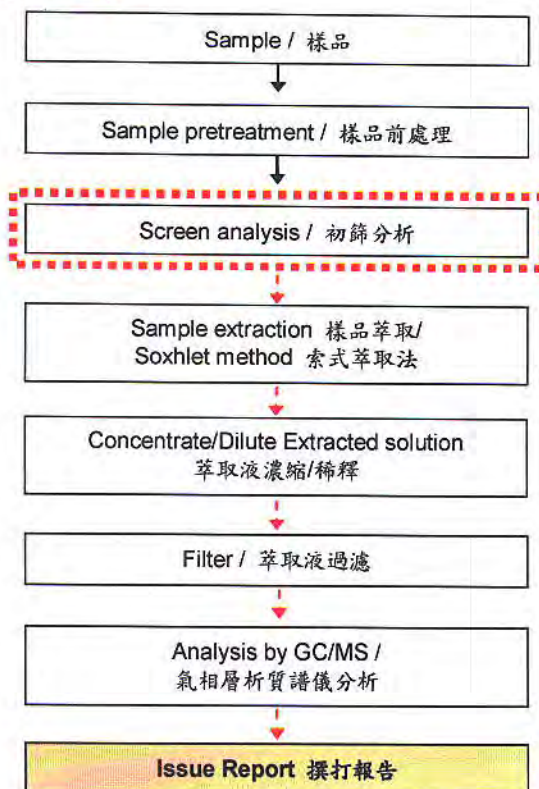 Sample / 樣品
Sample pretreatment / 樣品前處理
Screen analysis / 初篩分析
Sample extraction 樣品萃取/
Soxhlet method 索式萃取法
Concentrate/Dilute Extracted solution
萃取液濃縮/稀釋
Filter / 萃取液過濾
Analysis by GC/MS /
氣相層析質譜儀分析
Issue Report 撰打報告